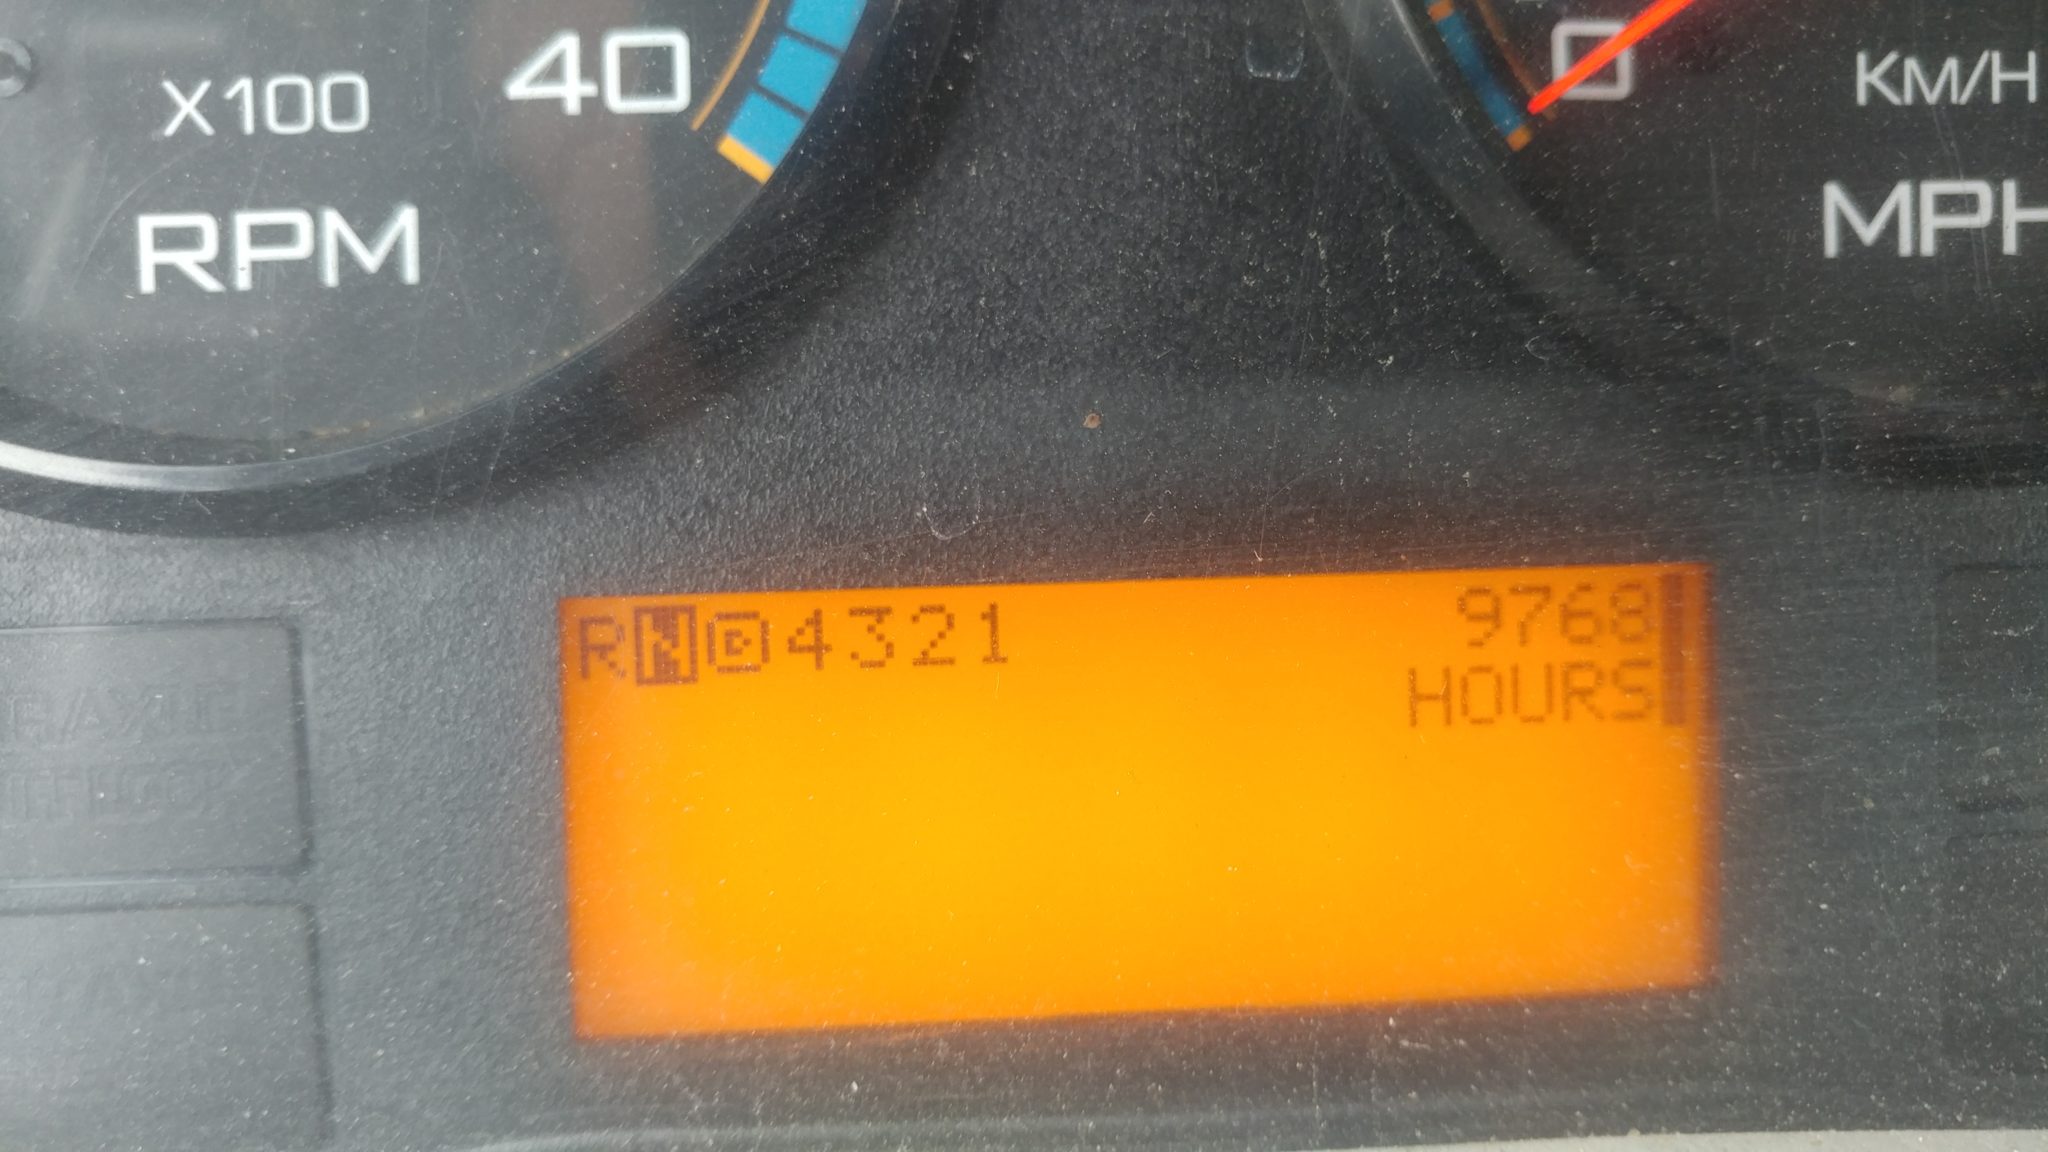 X100
40
RPM
0
KM/H
MPH
RND4321
9768
HOURS